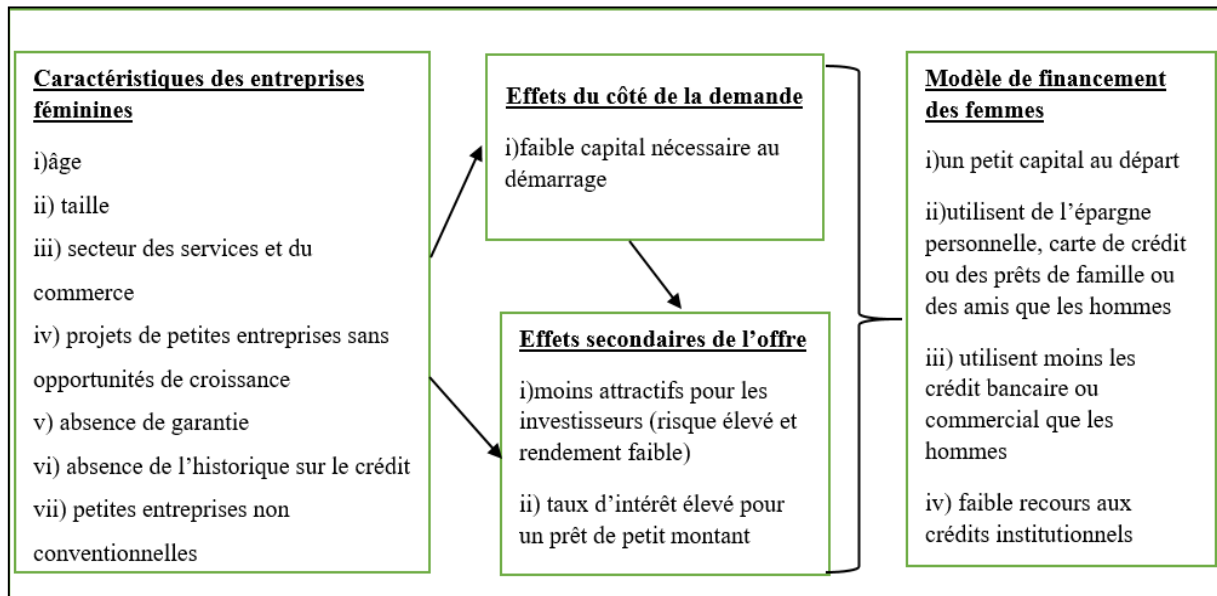 Caractéristiques des entreprises
féminines
i)âge
ii) taille
iii) secteur des services et du
commerce
iv) projets de petites entreprises sans
opportunités de croissance
v) absence de garantie
vi) absence de l’historique sur le crédit
vii) petites entreprises non
conventionnelles
Effets du côté de la demande
i)faible capital nécessaire au
démarrage
Effets secondaires de l’offre
i)moins attractifs pour les
investisseurs (risque élevé et
rendement faible)
ii) taux d’intérêt élevé pour
un prêt de petit montant
Modèle de financement
des femmes
i)un petit capital au départ
ii)utilisent de l’épargne
personnelle, carte de crédit
ou des prêts de famille ou
des amis que les hommes
iii) utilisent moins les
crédit bancaire ou
commercial que les
hommes
iv) faible recours aux
crédits institutionnels